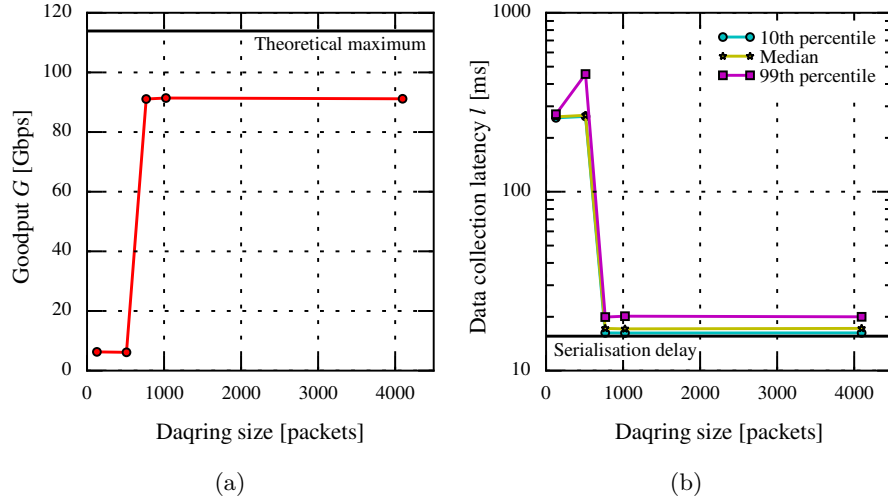 120
100
80
60
40
20
0
0 1000 2000 3000 4000
Goodput G [Gbps]
Theoretical maximum
Daqring size [packets]
(a)
1000
100
10
0 1000 2000 3000 4000
Data collection latency l [ms]
10th percentile
Median
99th percentile
Serialisation delay
Daqring size [packets]
(b)